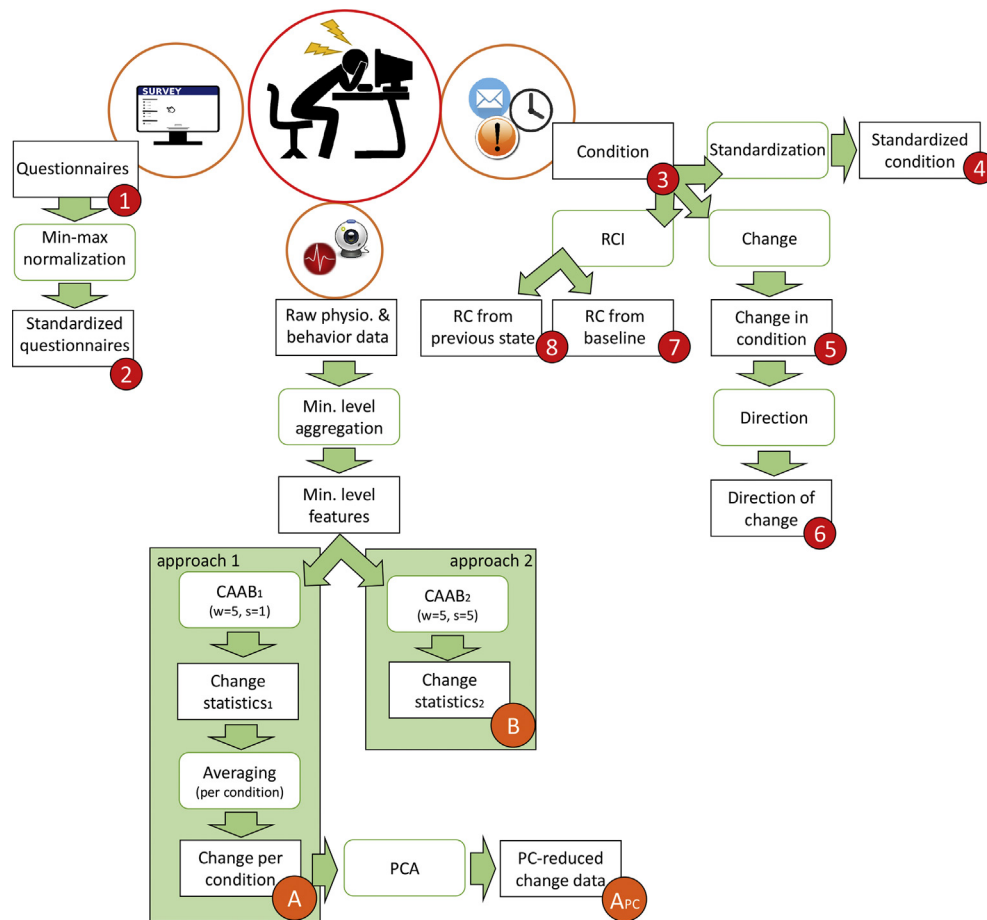 SURVEY
!
Questionnaires
1
Min-max
normalization
Standardized
questionnaires
2
Condition
3
Standardization
Standardized
condition
4
RCI
Change
RC from
previous state
8
RC from
baseline
7
Change in
condition
5
Direction
Direction of
change
6
Raw physio. &
behavior data
Min. level
aggregation
Min. level
features
approach 1
CAAB₁
(w=5, s=1)
Change
statistics₁
Averaging
(per condition)
Change per
condition
A
approach 2
CAAB₂
(w=5, s=5)
Change
statistics₂
B
PCA
PC-reduced
change data
APC